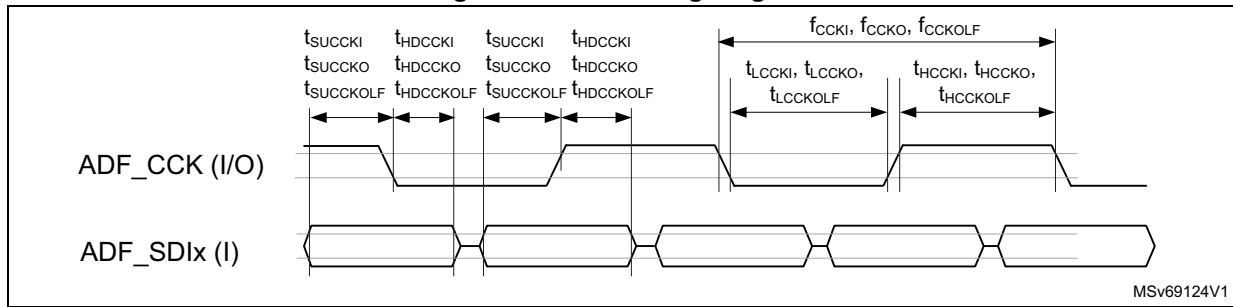 tSUCCKI tHDCCKI tSUCCKI tHDCCKI
tSUCCKO tHDCCKO tSUCCKO tHDCCKO
tSUCCKOLF tHDCCKOLF tSUCCKOLF tHDCCKOLF
fCCKI, fCCKO, fCCKOLF
tLCCKI, tLCCKO, tHCCKI, tHCCKO,
tLCCKOLF tHCCKOLF
ADF_CCK (I/O)
ADF_SDIx (I)
MSv69124V1